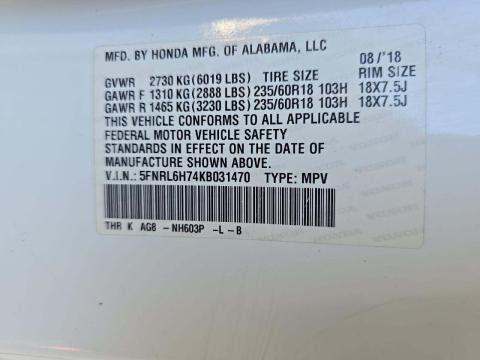 MFD. BY HONDA MFG. OF ALABAMA, LLC 08/'18
GVWR 2730 KG (6019 LBS) TIRE SIZE RIM SIZE
GAWR F 1310 KG (2888 LBS) 235/60R18 103H 18X7.5J
GAWR R 1465 KG (3230 LBS) 235/60R18 103H 18X7.5J
THIS VEHICLE CONFORMS TO ALL APPLICABLE
FEDERAL MOTOR VEHICLE SAFETY
STANDARDS IN EFFECT ON THE DATE OF
MANUFACTURE SHOWN ABOVE.
V.I.N.: 5FNRL6H74KB031470 TYPE: MPV
THR K AG8 - NH603P -L - B